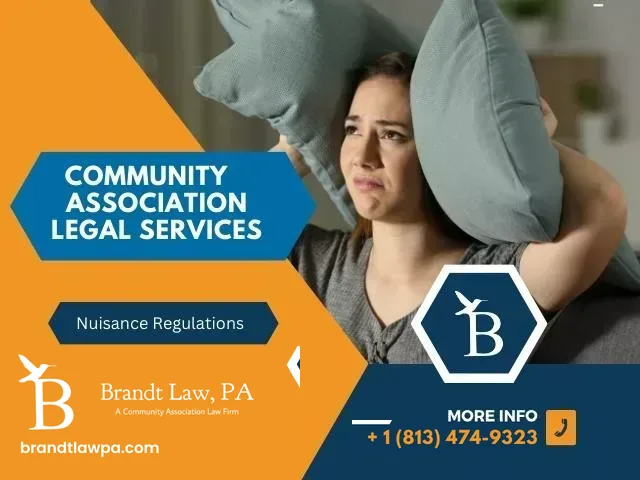 COMMUNITY
ASSOCIATION
LEGAL SERVICES
Nuisance Regulations
B
Brandt Law, PA
A Community Association Law Firm
brandtlawpa.com
B
MORE INFO
+ 1 (813) 474-9323